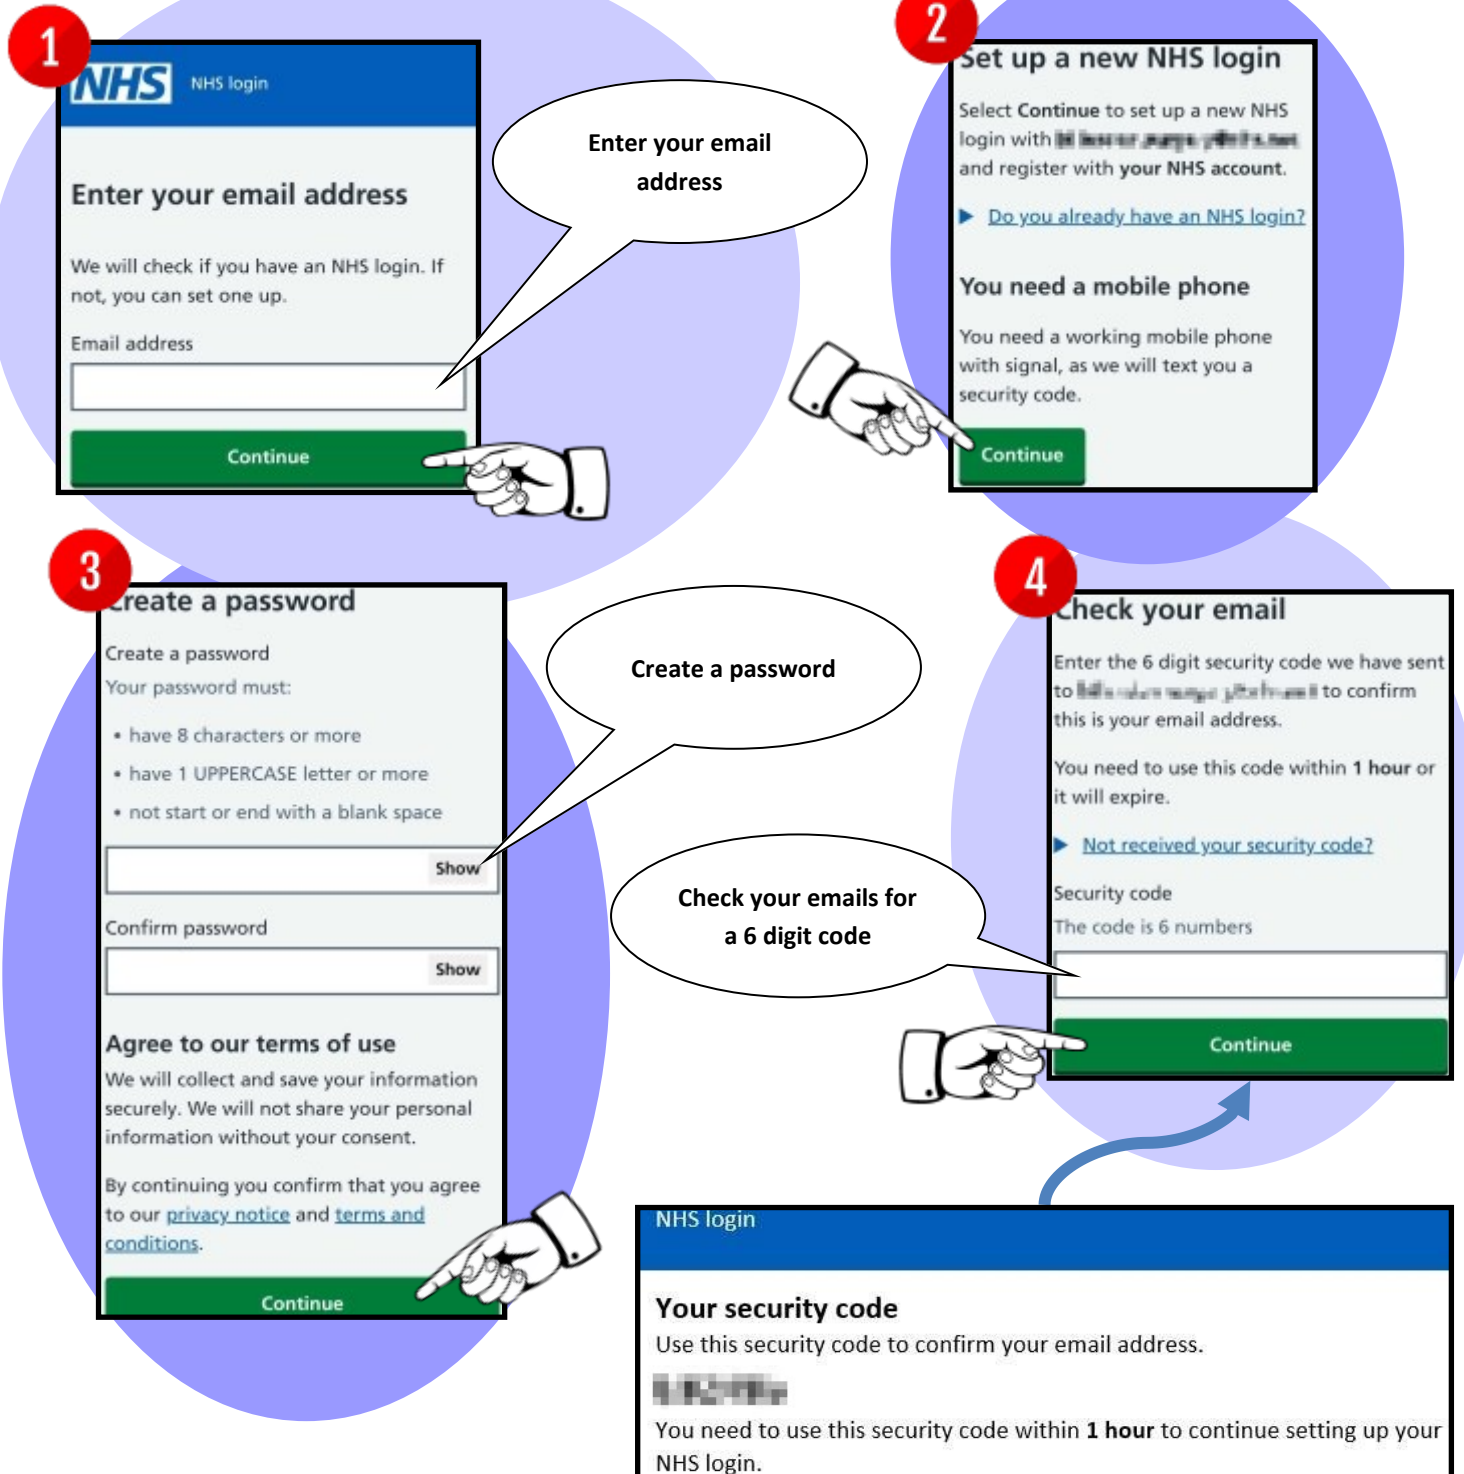 1
NHS NHS login
Enter your email address
We will check if you have an NHS login. If
not, you can set one up.
Email address
Continue
Enter your email
address
2
Set up a new NHS login
Select Continue to set up a new NHS
login with
and register with your NHS account.
Do you already have an NHS login?
You need a mobile phone
You need a working mobile phone
with signal, as we will text you a
security code.
Continue
3
Create a password
Create a password
Your password must:
• have 8 characters or more
• have 1 UPPERCASE letter or more
• not start or end with a blank space
Show
Confirm password
Show
Agree to our terms of use
We will collect and save your information
securely. We will not share your personal
information without your consent.
By continuing you confirm that you agree
to our privacy notice and terms and
conditions.
Continue
Create a password
4
Check your email
Enter the 6 digit security code we have sent
to to confirm
this is your email address.
You need to use this code within 1 hour or
it will expire.
Not received your security code?
Security code
The code is 6 numbers
Continue
Check your emails for
a 6 digit code
NHS login
Your security code
Use this security code to confirm your email address.
You need to use this security code within 1 hour to continue setting up your
NHS login.